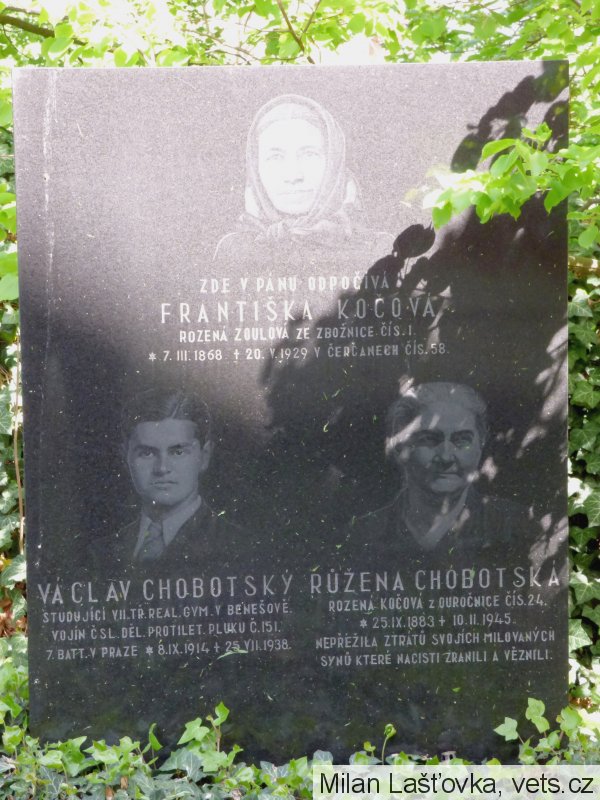 ZDE V PÁNU ODPOČÍVÁ
FRANTIŠKA KOČOVÁ
ROZENÁ ZOULOVÁ ZE ZBOŽNICE ČÍS. 1.
* 7. III. 1868 + 20. V. 1929 V ČERČANECH ČÍS. 58.
VÁCLAV CHOBOTSKÝ
STUDUJÍCÍ VII. TŘ. REAL. GYM. V BENEŠOVĚ.
VOJÍN ČSL. DĚL. PROTILET. PLUKU Č. 151.
7. BATT. V PRAZE * 8. IX. 1914 + 25. VII. 1938.
RŮŽENA CHOBOTSKÁ
ROZENÁ KOČOVÁ Z OUROČNICE ČÍS. 24.
* 25. IX. 1883 + 10. II. 1945.
NEPŘEŽILA ZTRÁTŮ SVOJÍCH MILOVANÝCH
SYNŮ KTERÉ NACISTI ZRANILI A VĚZNILI.
Milan Lašťovka, vets.cz